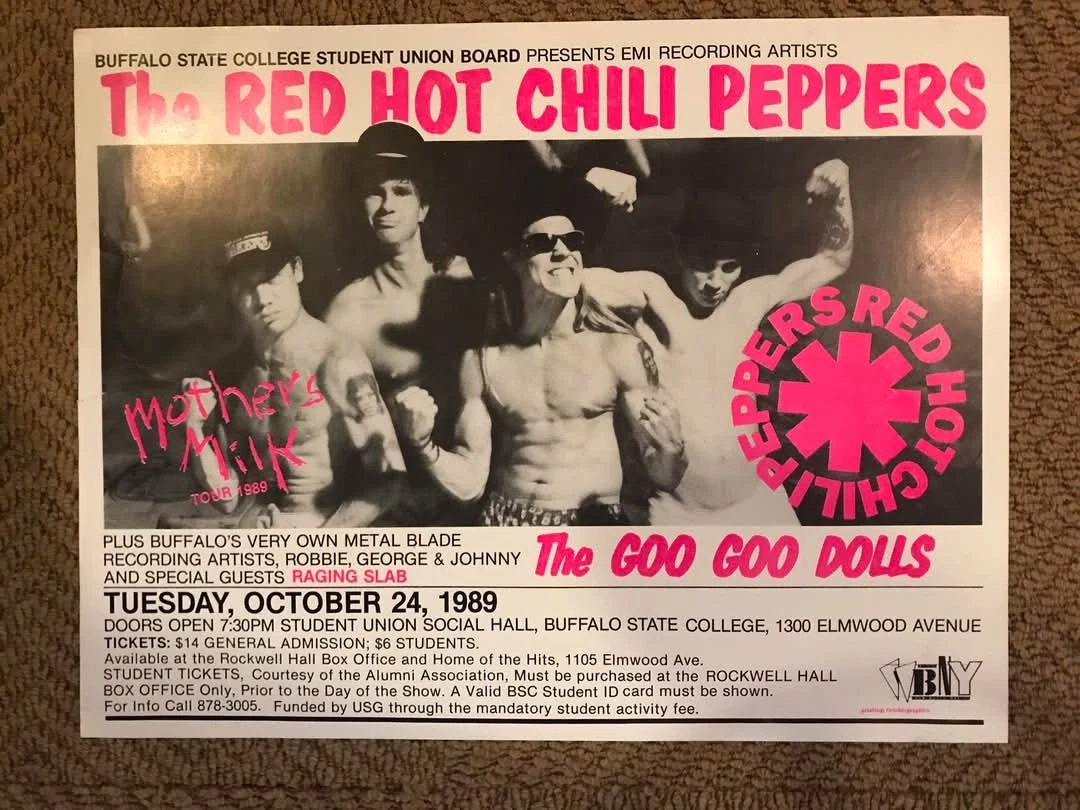 BUFFALO STATE COLLEGE STUDENT UNION BOARD PRESENTS EMI RECORDING ARTISTS
The RED HOT CHILI PEPPERS
Mothers
Milk
TOUR 1989
RED HOT CHILI PEPPERS
PLUS BUFFALO'S VERY OWN METAL BLADE
RECORDING ARTISTS, ROBBIE, GEORGE & JOHNNY
AND SPECIAL GUESTS RAGING SLAB
The GOO GOO DOLLS
TUESDAY, OCTOBER 24, 1989
DOORS OPEN 7:30PM STUDENT UNION SOCIAL HALL, BUFFALO STATE COLLEGE, 1300 ELMWOOD AVENUE
TICKETS: $14 GENERAL ADMISSION; $6 STUDENTS.
Available at the Rockwell Hall Box Office and Home of the Hits, 1105 Elmwood Ave.
STUDENT TICKETS, Courtesy of the Alumni Association, Must be purchased at the ROCKWELL HALL
BOX OFFICE Only, Prior to the Day of the Show. A Valid BSC Student ID card must be shown.
For Info Call 878-3005. Funded by USG through the mandatory student activity fee.
WBNY